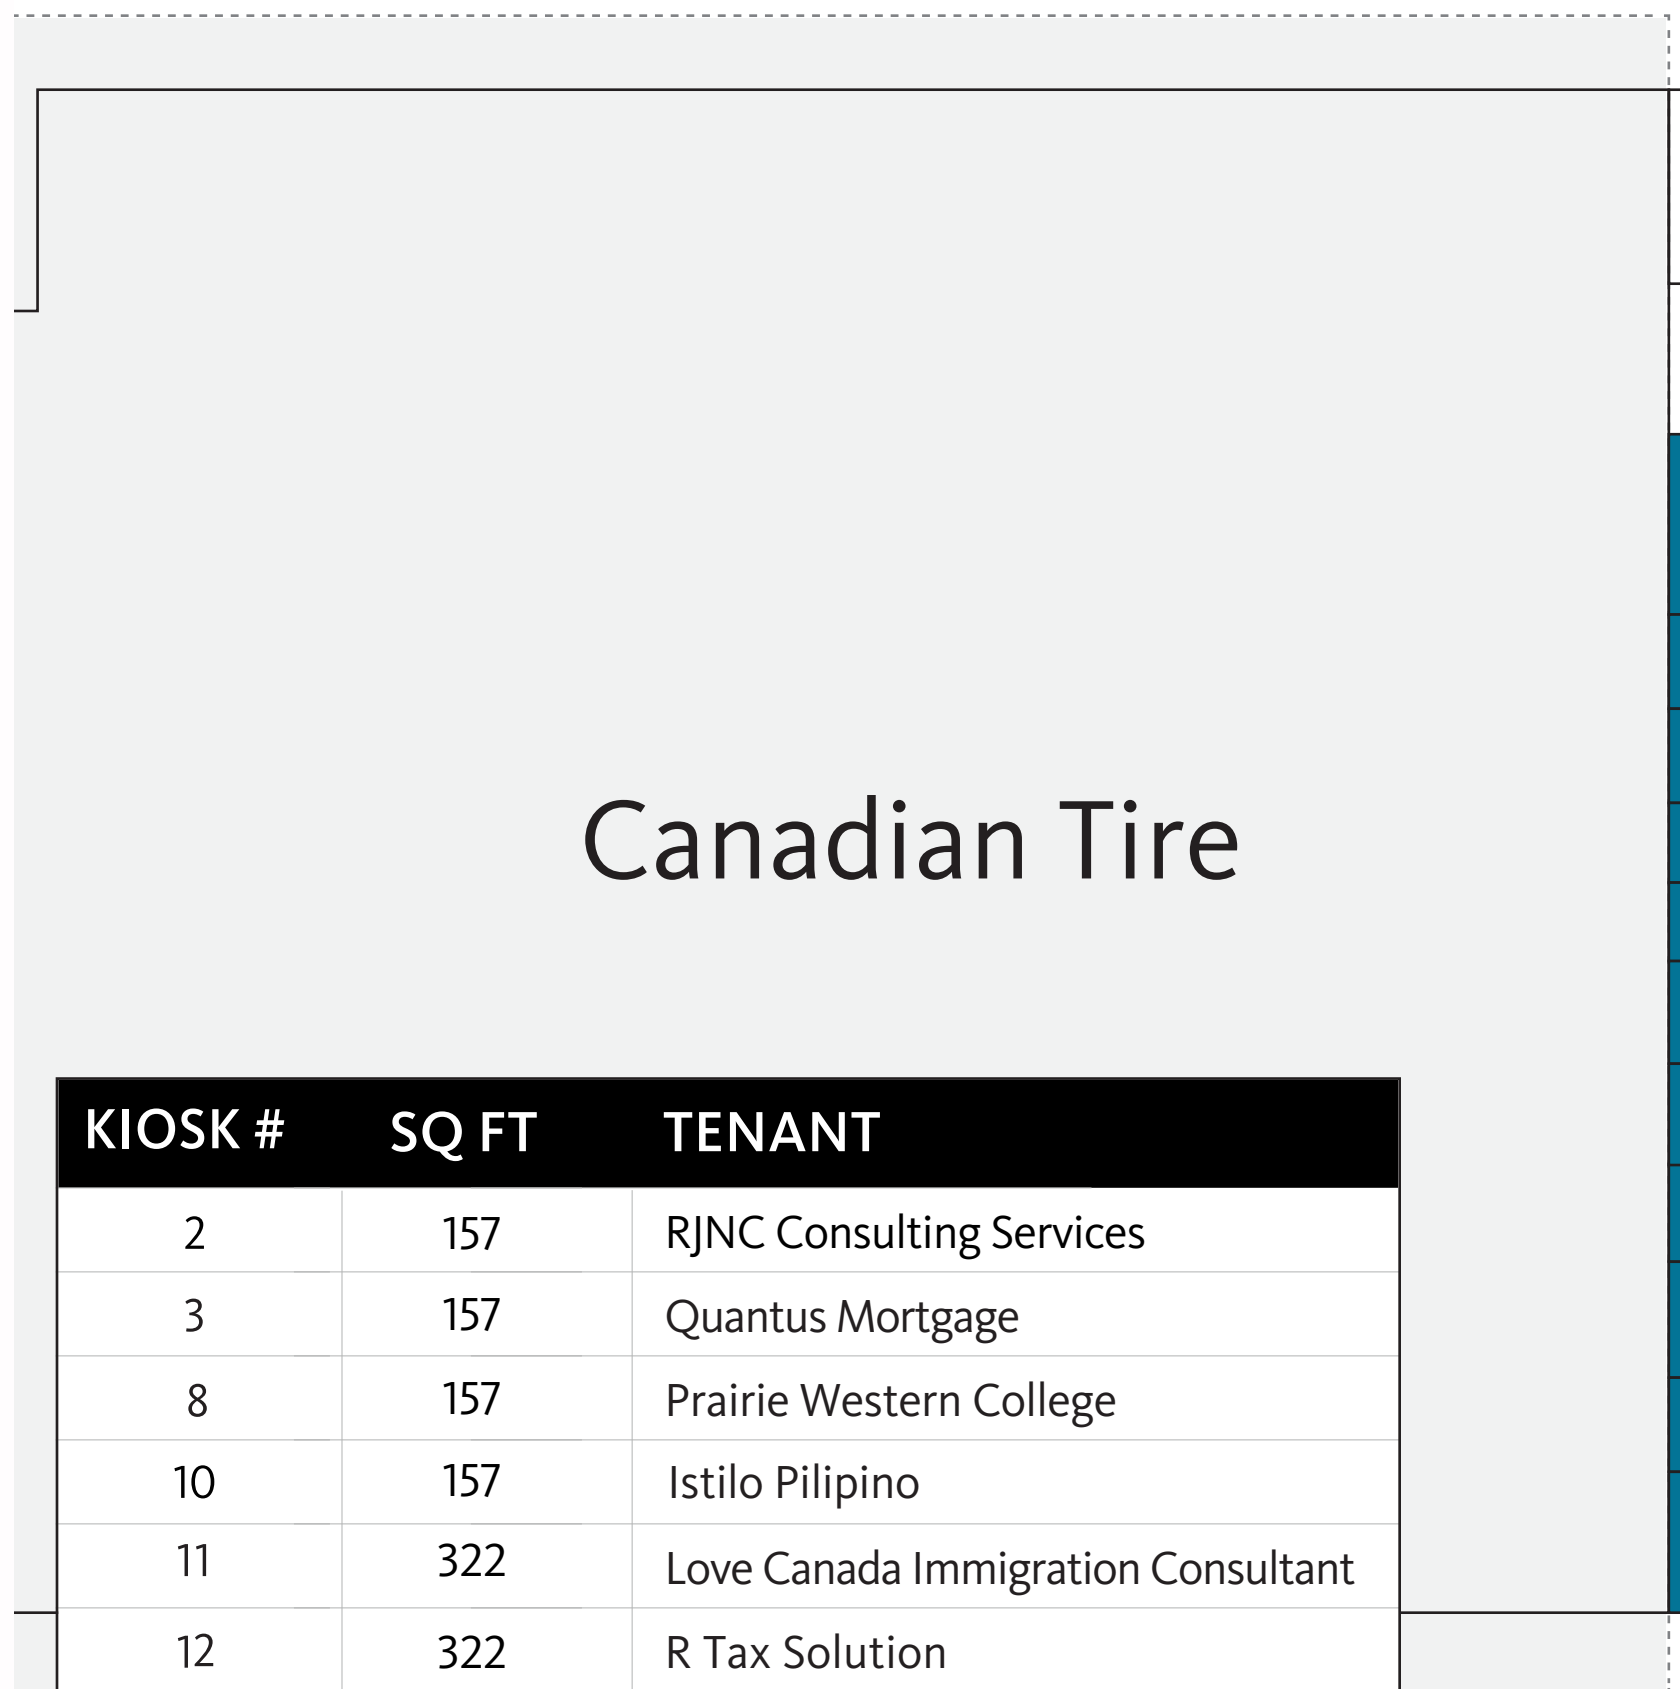 Canadian Tire
KIOSK # SQ FT TENANT
2 157 RJNC Consulting Services
3 157 Quantus Mortgage
8 157 Prairie Western College
10 157 Istilo Pilipino
11 322 Love Canada Immigration Consultant
12 322 R Tax Solution